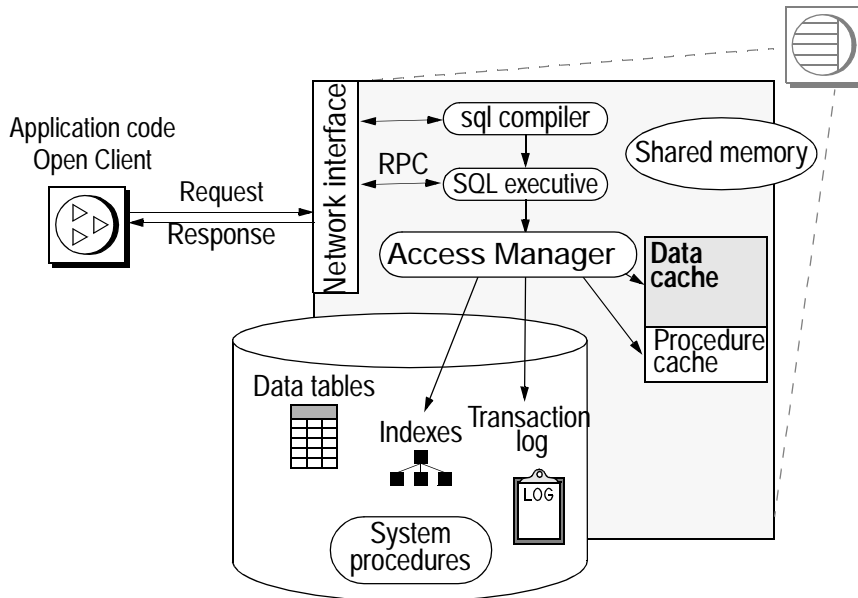 Application code
Open Client
Request
Response
Network interface
sql compiler
RPC
SQL executive
Shared memory
Access Manager
Data
cache
Procedure
cache
Data tables
Indexes
Transaction
log
LOG
System
procedures